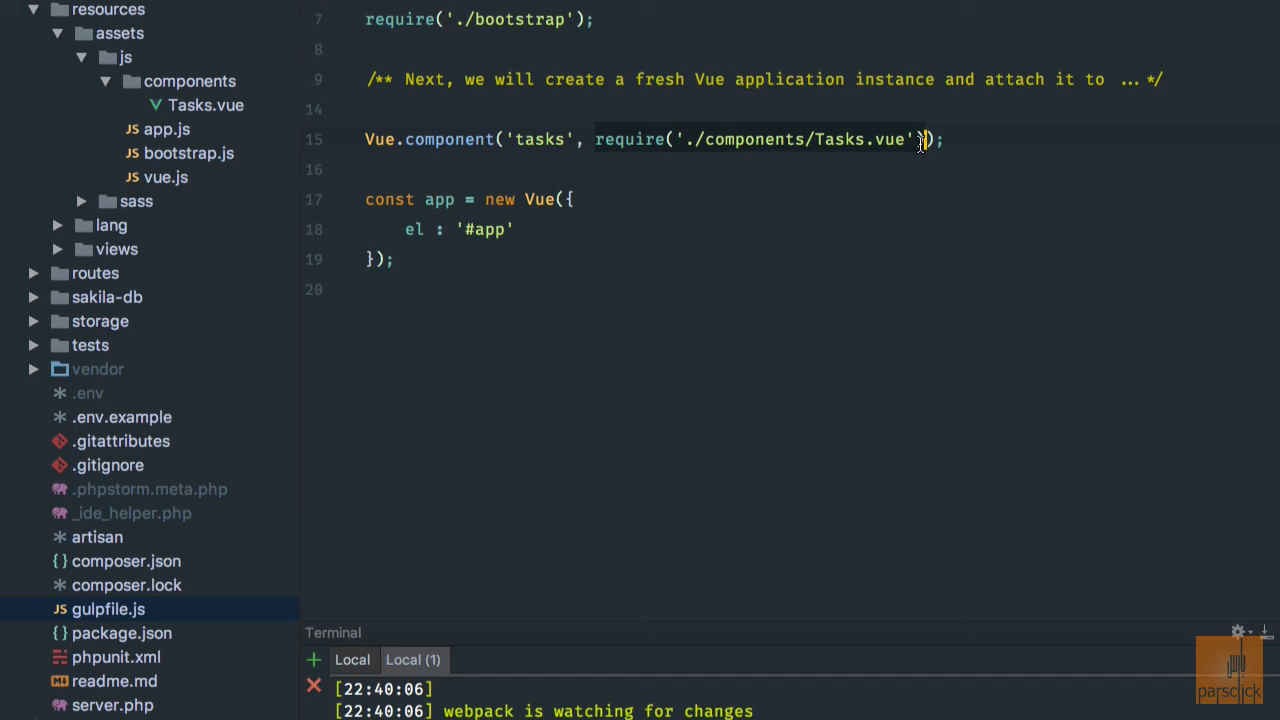 resources
assets
js
components
Tasks.vue
app.js
bootstrap.js
vue.js
sass
lang
views
routes
sakila-db
storage
tests
vendor
.env
.env.example
.gitattributes
.gitignore
.phpstorm.meta.php
_ide_helper.php
artisan
composer.json
composer.lock
gulpfile.js
package.json
phpunit.xml
readme.md
server.php
7 require('./bootstrap');
8
9 /** Next, we will create a fresh Vue application instance and attach it to ...*/
14
15 Vue.component('tasks', require('./components/Tasks.vue'));
16
17 const app = new Vue({
18 el : '#app'
19 });
20
Terminal
Local Local (1)
[22:40:06]
[22:40:06] webpack is watching for changes
parsclick